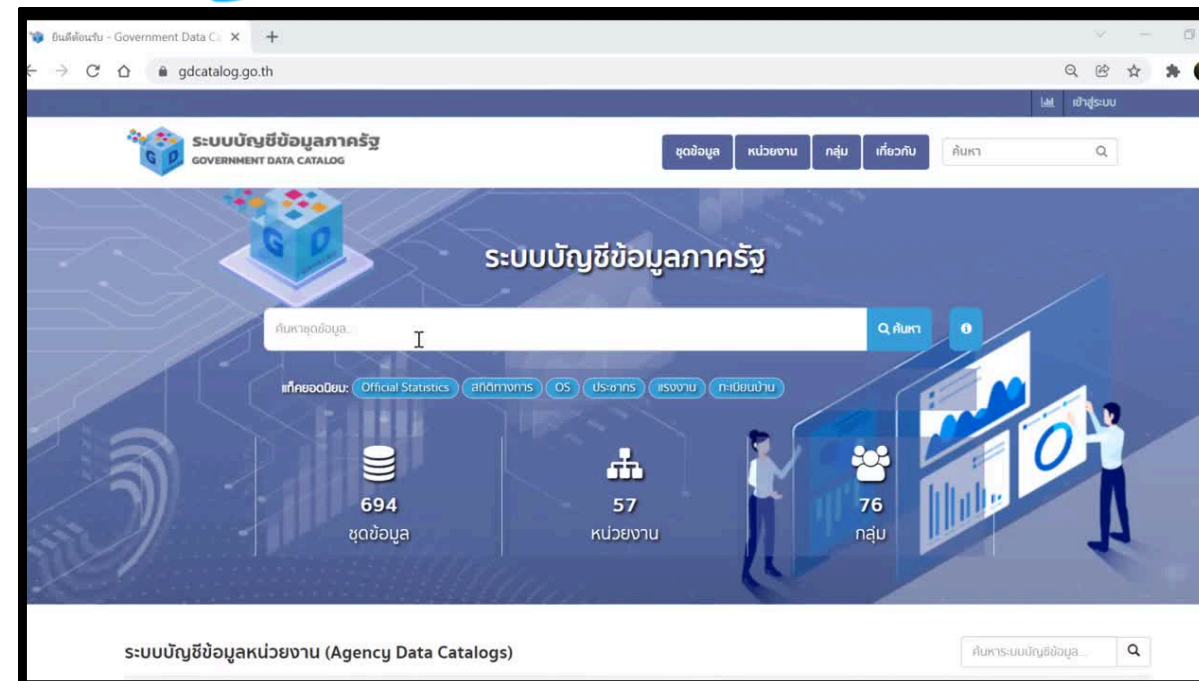 ยินดีต้อนรับ - Government Data C
gdcatalog.go.th
เข้าสู่ระบบ
ระบบบัญชีข้อมูลภาครัฐ
GOVERNMENT DATA CATALOG
ชุดข้อมูล หน่วยงาน กลุ่ม เกี่ยวกับ ค้นหา
GD
ระบบบัญชีข้อมูลภาครัฐ
ค้นหาชุดข้อมูล... ค้นหา
แท็คยอดนิยม: Official Statistics สถิติทางการ OS ประชากร แรงงาน ทะเบียนบ้าน
694 57 76
ชุดข้อมูล หน่วยงาน กลุ่ม
ระบบบัญชีข้อมูลหน่วยงาน (Agency Data Catalogs) ค้นหาระบบบัญชีข้อมูล...